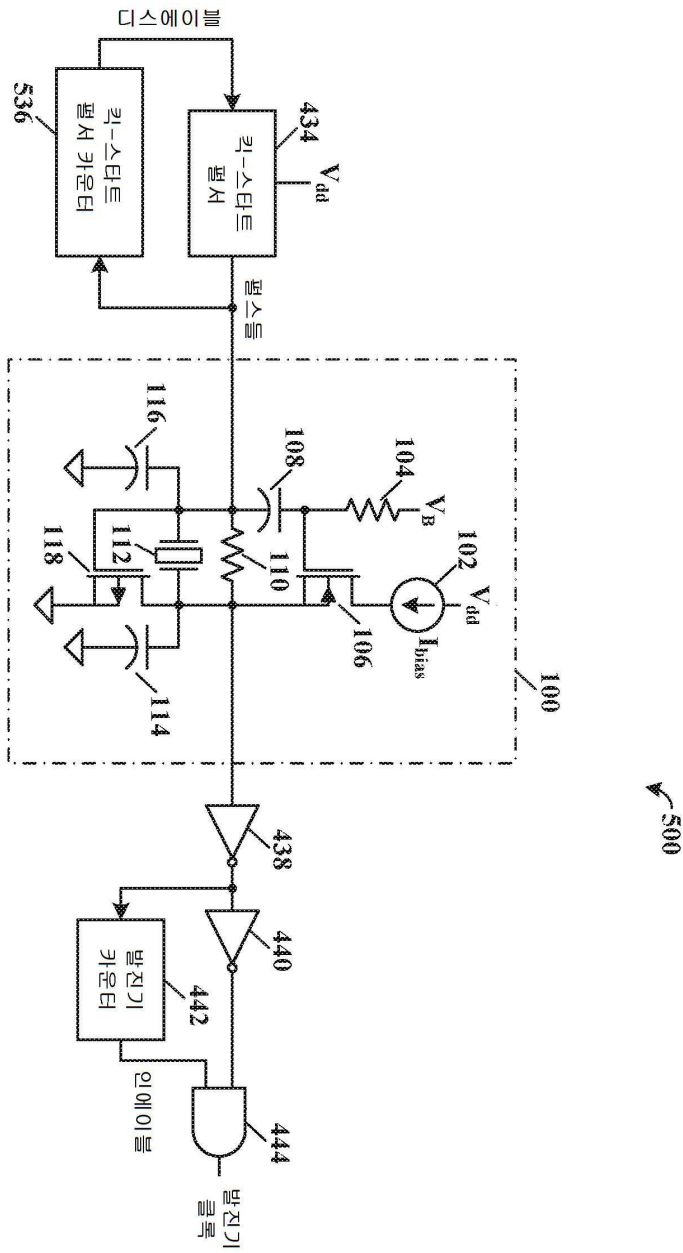 500
100
V_dd
102
I_bias
V_B
104
106
108
110
112
114
116
118
V_dd
434
킥-스타트
펄서
펄스들
디스에이블
킥-스타트
펄서 카운터
536
438
440
발진기
카운터
442
인에이블
444
발진기
클록